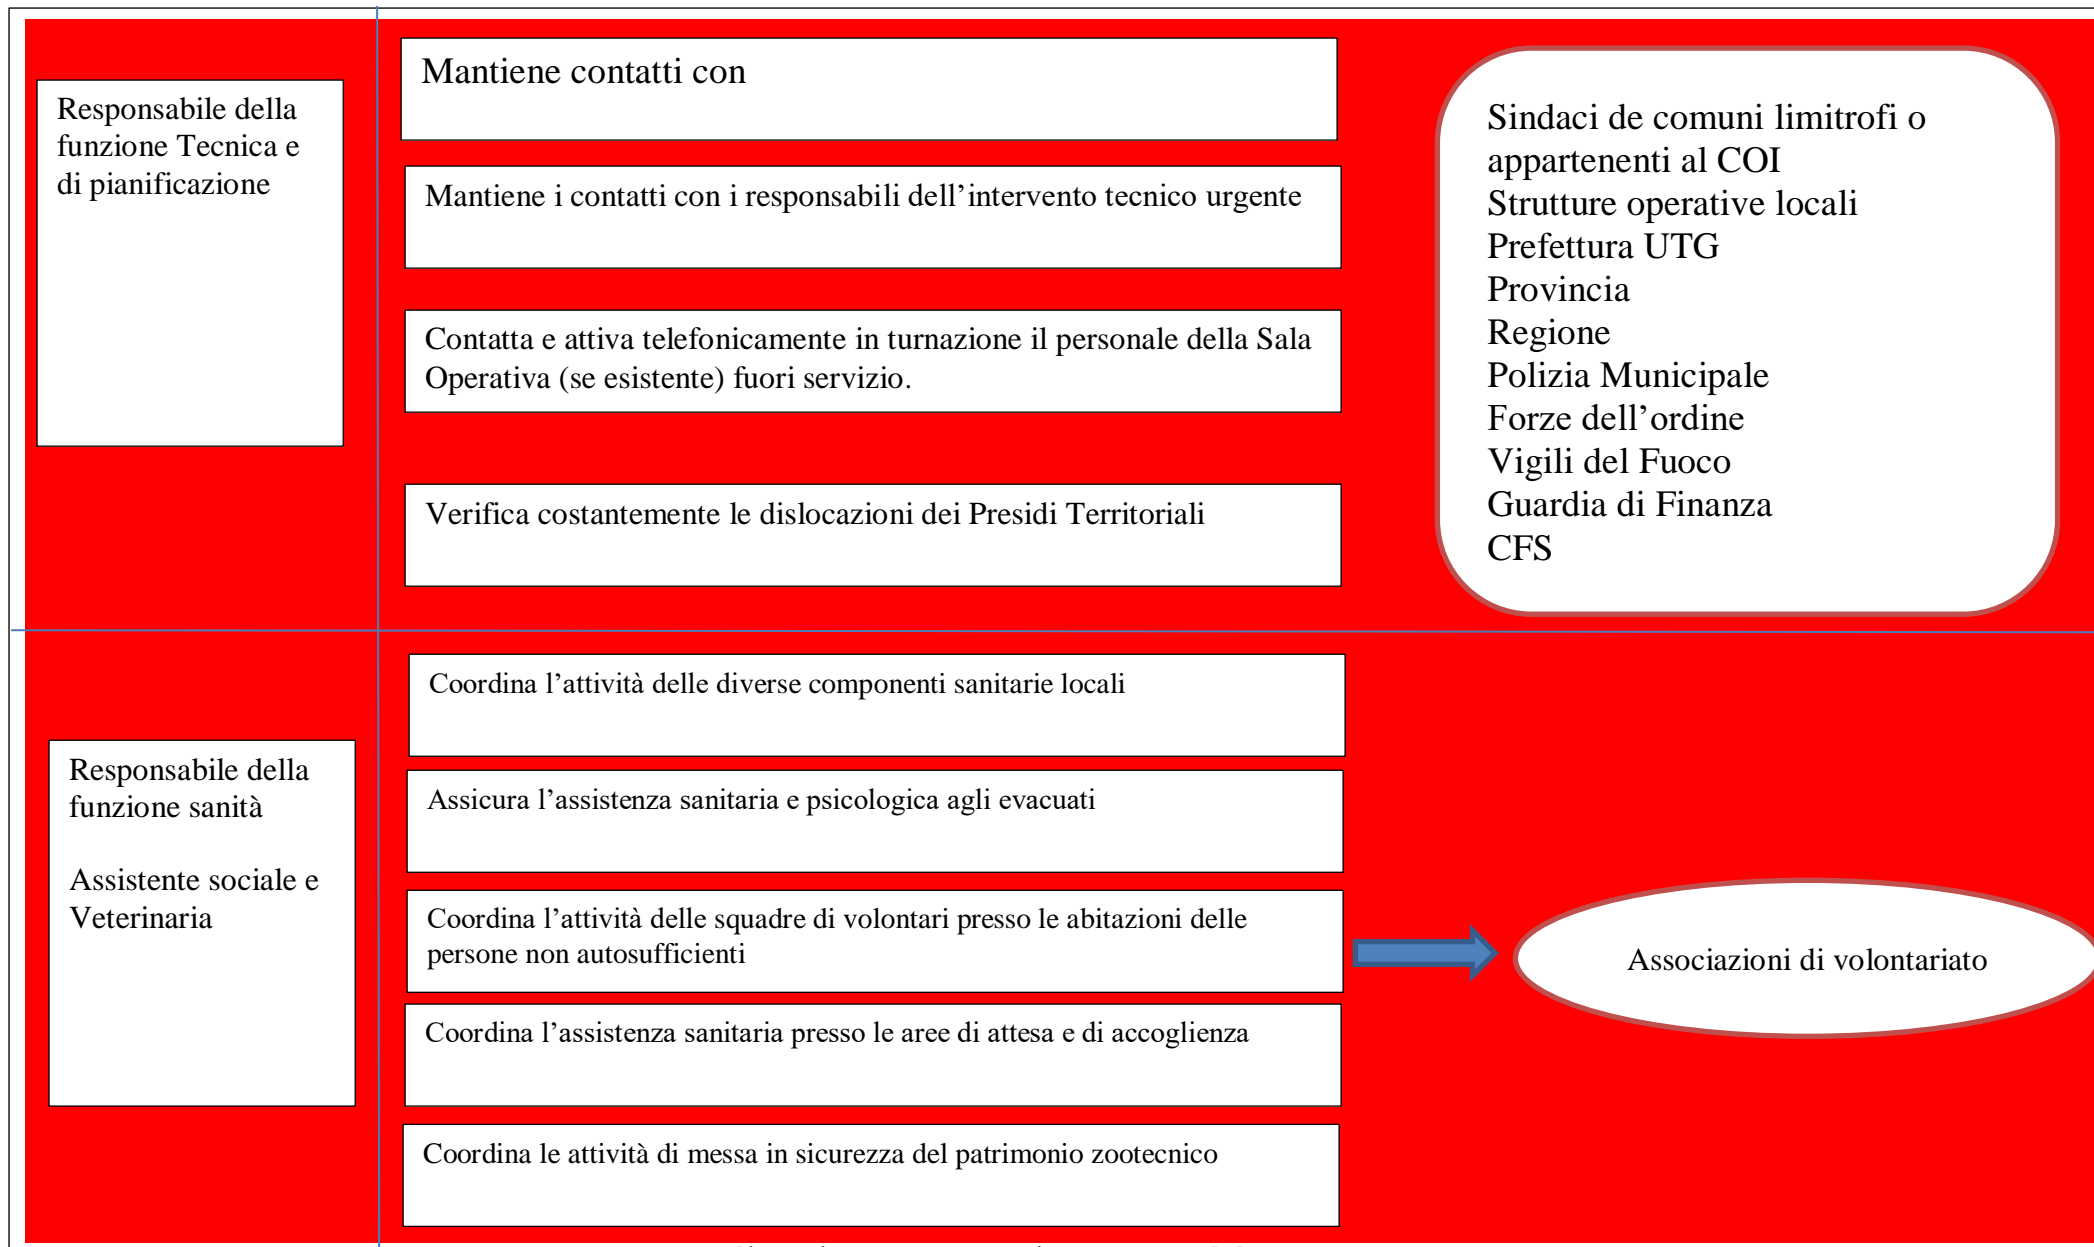 Responsabile della
funzione Tecnica e
di pianificazione
Mantiene contatti con
Mantiene i contatti con i responsabili dell’intervento tecnico urgente
Contatta e attiva telefonicamente in turnazione il personale della Sala
Operativa (se esistente) fuori servizio.
Verifica costantemente le dislocazioni dei Presidi Territoriali
Sindaci de comuni limitrofi o
appartenenti al COI
Strutture operative locali
Prefettura UTG
Provincia
Regione
Polizia Municipale
Forze dell’ordine
Vigili del Fuoco
Guardia di Finanza
CFS
Responsabile della
funzione sanità
Assistente sociale e
Veterinaria
Coordina l’attività delle diverse componenti sanitarie locali
Assicura l’assistenza sanitaria e psicologica agli evacuati
Coordina l’attività delle squadre di volontari presso le abitazioni delle
persone non autosufficienti
Coordina l’assistenza sanitaria presso le aree di attesa e di accoglienza
Coordina le attività di messa in sicurezza del patrimonio zootecnico
Associazioni di volontariato